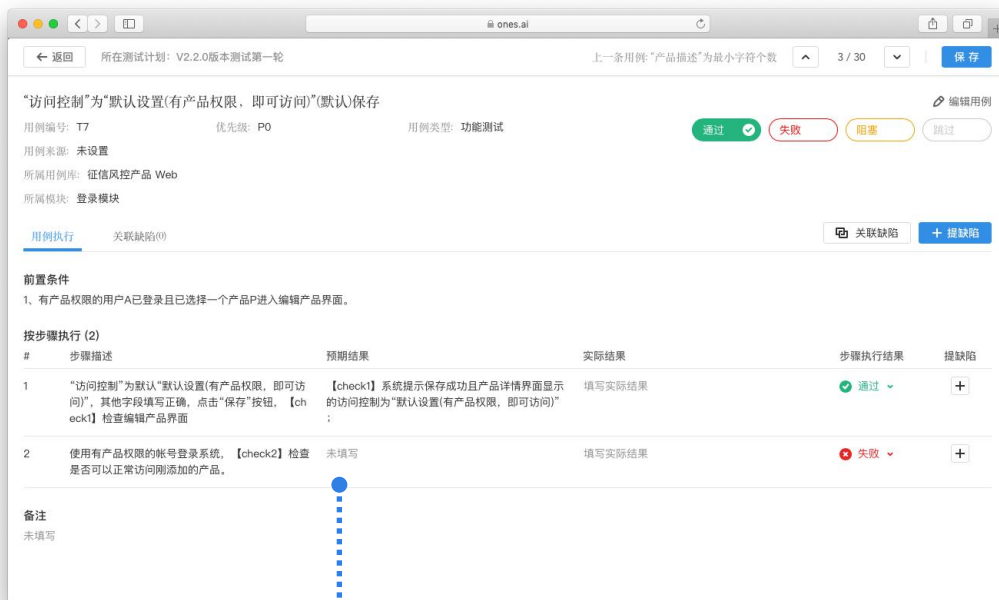 ones.ai
返回 所在测试计划：V2.2.0版本测试第一轮 上一条用例:“产品描述”为最小字符个数 3 / 30 保 存
“访问控制”为“默认设置(有产品权限，即可访问)”(默认)保存 编辑用例
用例编号: T7 优先级: P0 用例类型: 功能测试 通过 失败 阻塞 跳过
用例来源: 未设置
所属用例库: 征信风控产品 Web
所属模块: 登录模块
用例执行 关联缺陷(0) 关联缺陷 提缺陷
前置条件
1、有产品权限的用户A已登录且已选择一个产品P进入编辑产品界面。
按步骤执行 (2)
# 步骤描述 预期结果 实际结果 步骤执行结果 提缺陷
1 “访问控制”为默认“默认设置(有产品权限，即可访 【check1】系统提示保存成功且产品详情界面显示 填写实际结果 通过
问)”，其他字段填写正确，点击“保存”按钮，【ch 的访问控制为“默认设置(有产品权限，即可访问)”
eck1】检查编辑产品界面 ;
2 使用有产品权限的帐号登录系统，【check2】检查 未填写 填写实际结果 失败
是否可以正常访问刚添加的产品。
备注
未填写